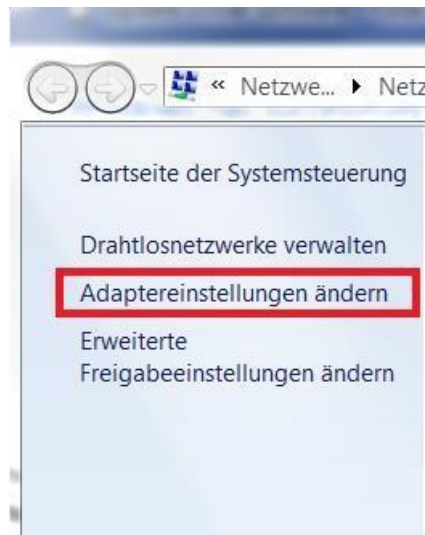 « Netzwe... ▸ Netz
Startseite der Systemsteuerung
Drahtlosnetzwerke verwalten
Adaptereinstellungen ändern
Erweiterte
Freigabeeinstellungen ändern